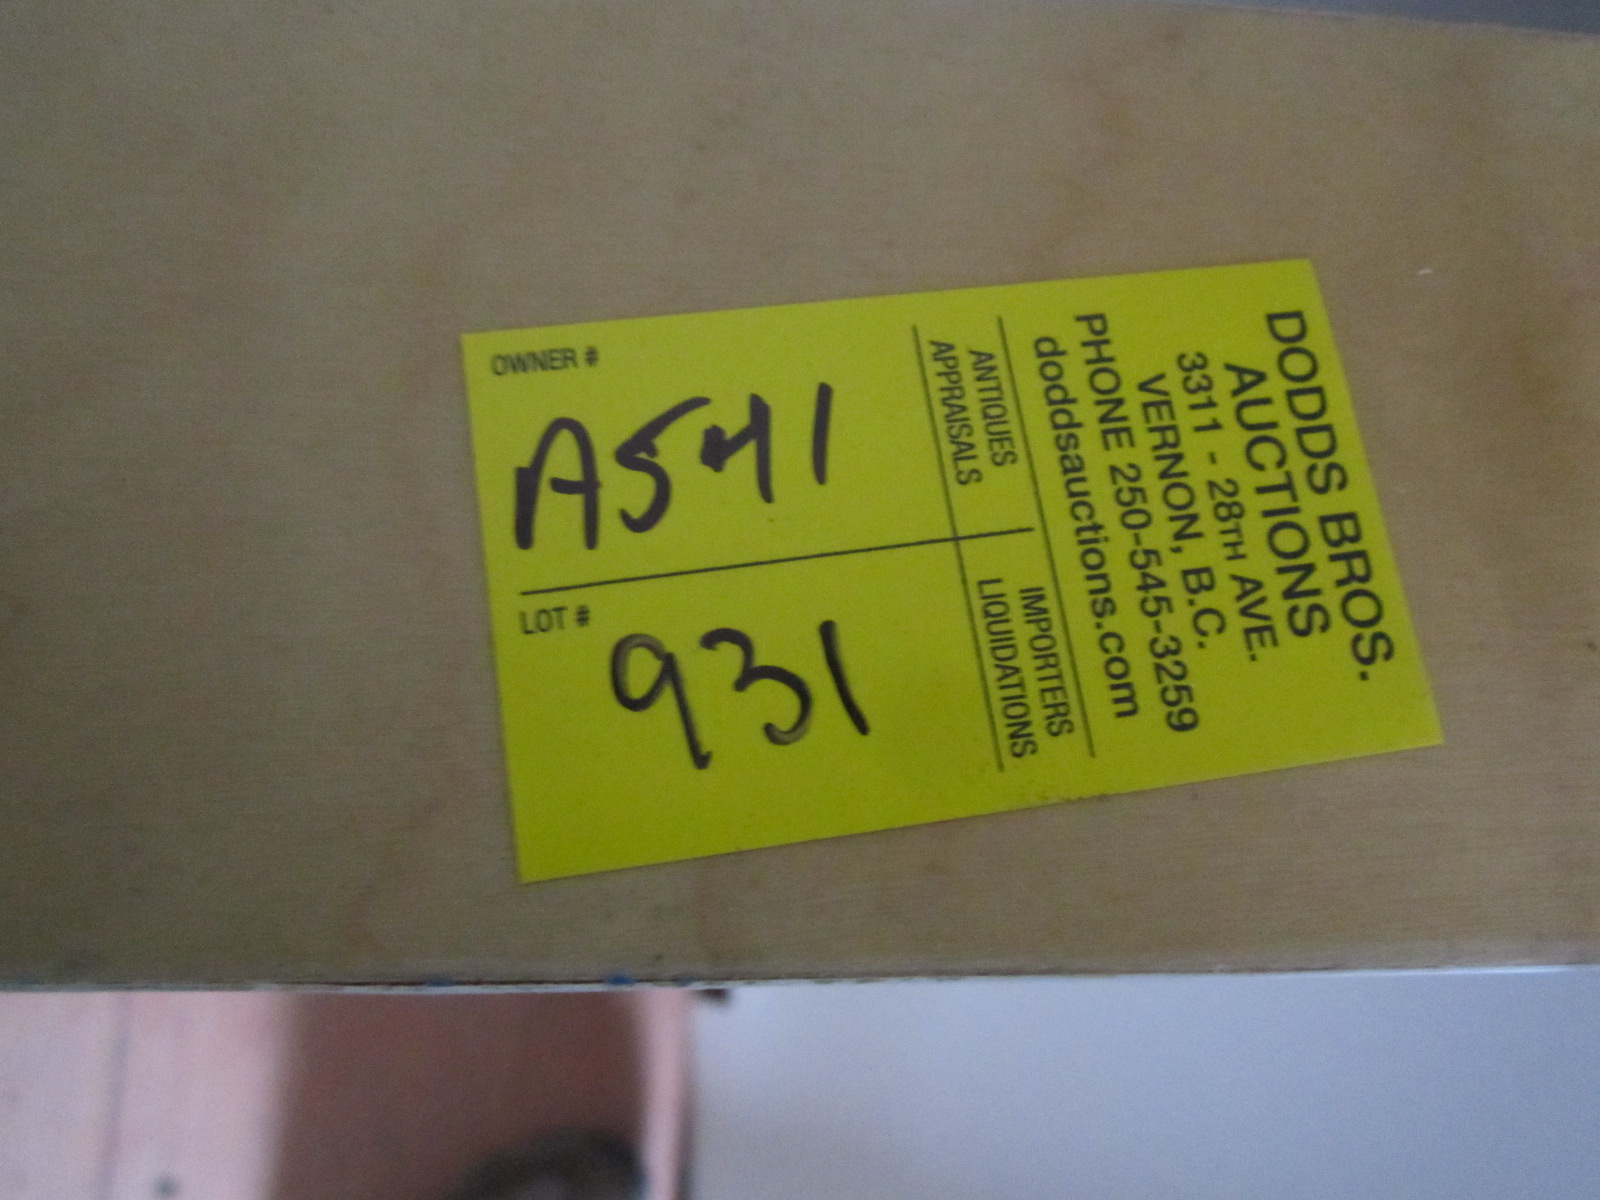 DODDS BROS.
AUCTIONS
3311 - 28TH AVE.
VERNON, B.C.
PHONE 250-545-3259
doddsauctions.com
ANTIQUES
APPRAISALS
IMPORTERS
LIQUIDATIONS
OWNER #
A541
LOT #
931